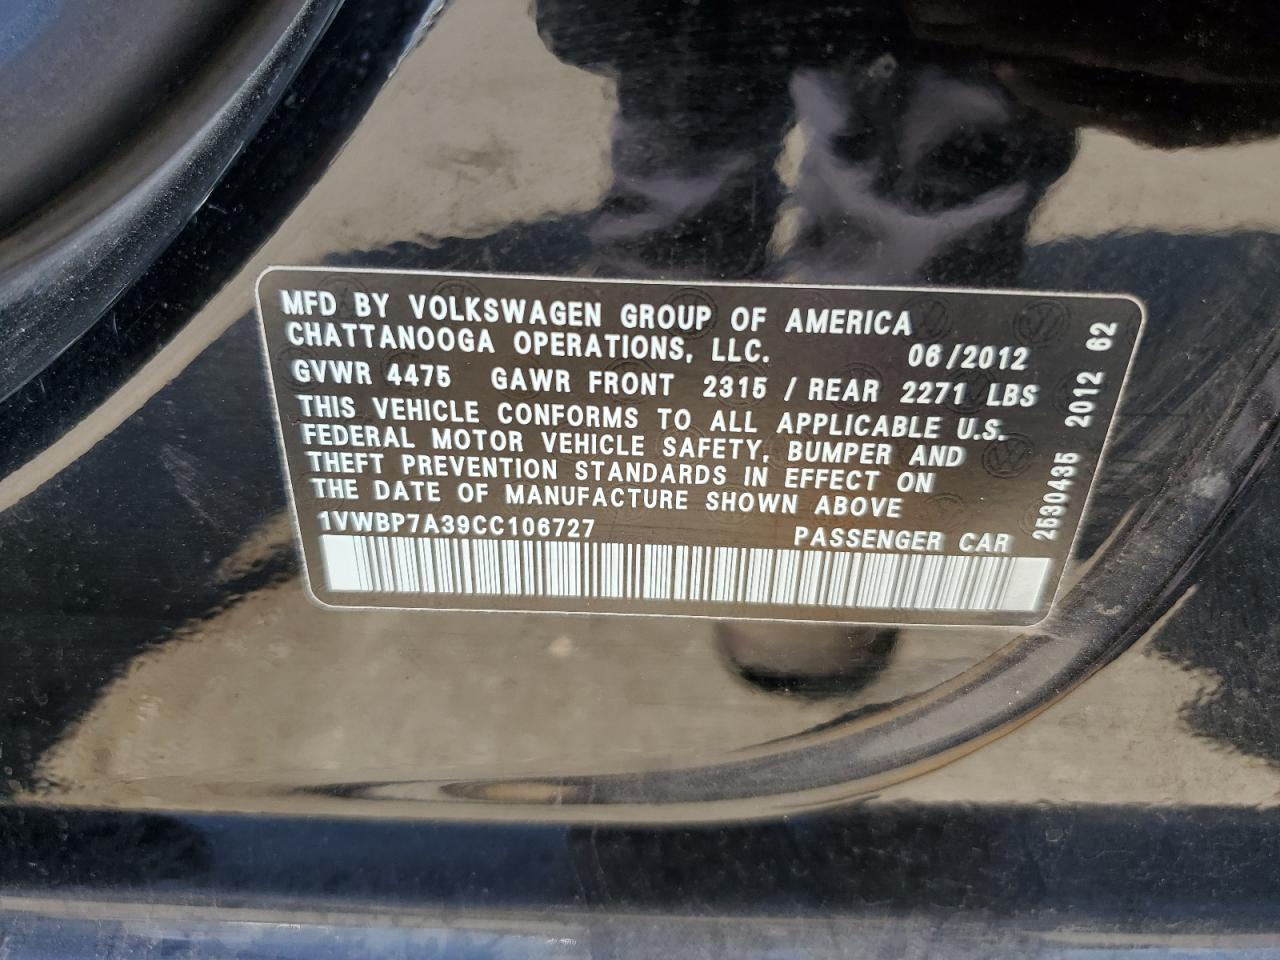 MFD BY VOLKSWAGEN GROUP OF AMERICA
CHATTANOOGA OPERATIONS, LLC. 06/2012
GVWR 4475 GAWR FRONT 2315 / REAR 2271 LBS
THIS VEHICLE CONFORMS TO ALL APPLICABLE U.S.
FEDERAL MOTOR VEHICLE SAFETY, BUMPER AND
THEFT PREVENTION STANDARDS IN EFFECT ON
THE DATE OF MANUFACTURE SHOWN ABOVE
1VWBP7A39CC106727 PASSENGER CAR
2530435 2012 62